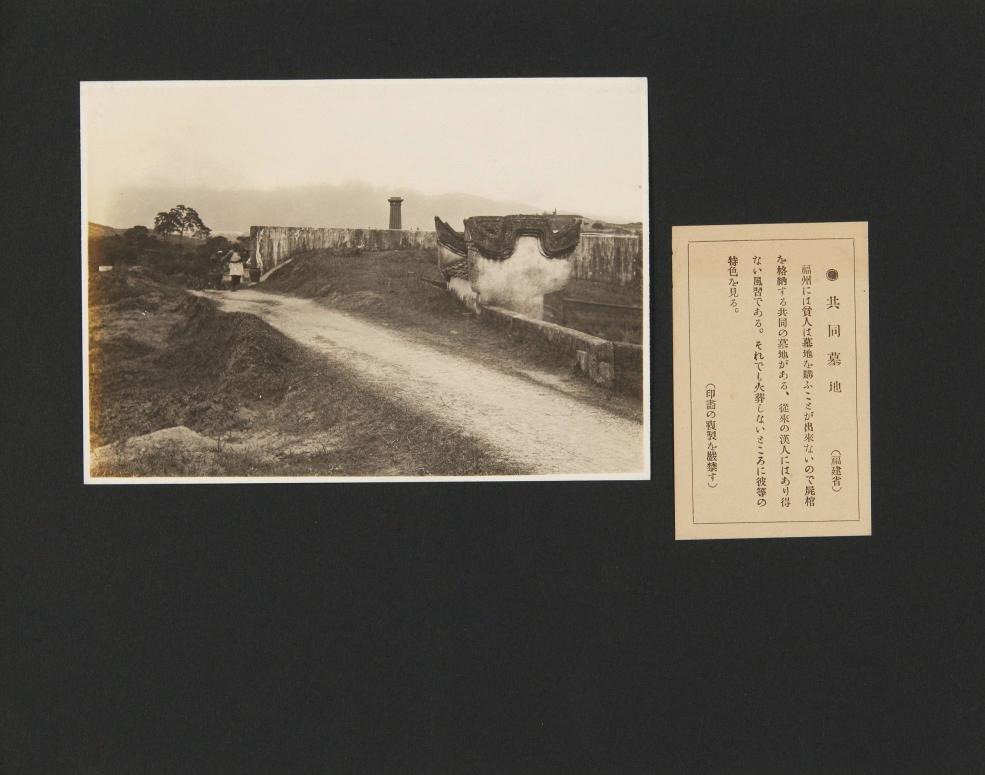 ◉共同墓地 (福建省)
福州には貧人は墓地を購ふことが出來ないので屍棺
を格納する共同の墓地がある、從來の漢人にはあり得
ない風習である。それでも火葬しないところに彼等の
特色を見る。
(印畵の複製を嚴禁す)